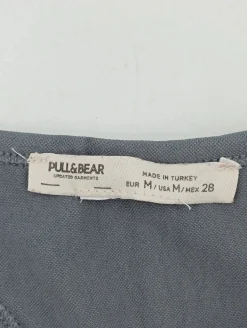 PULL&BEAR
UPDATED GARMENTS
MADE IN TURKEY
EUR M / USA M / MEX 28